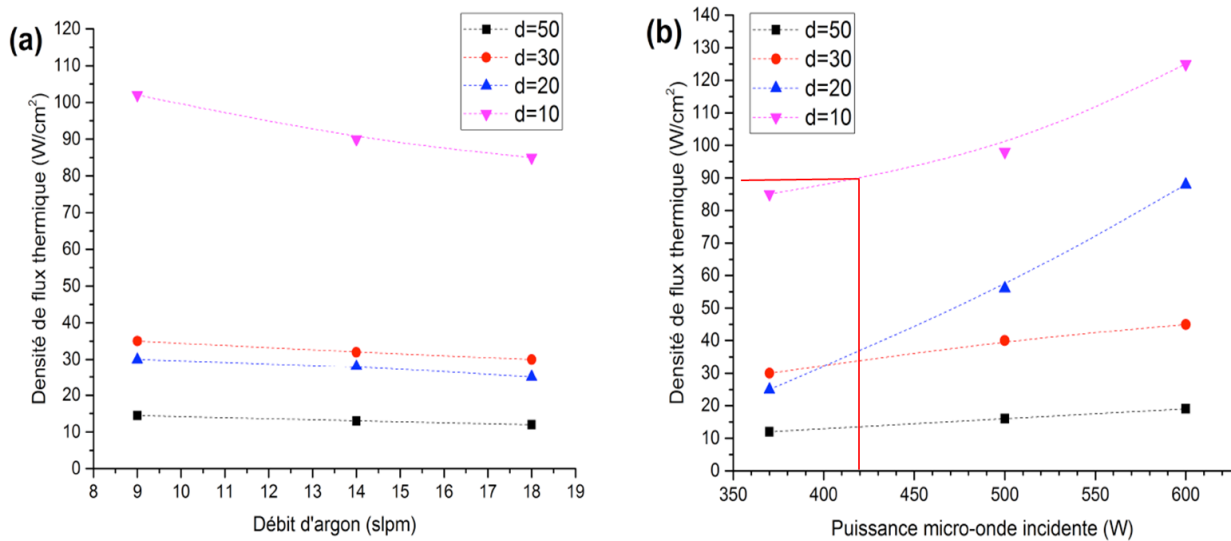 (a)
d=50
d=30
d=20
d=10
Densité de flux thermique (W/cm²)
120
110
100
90
80
70
60
50
40
30
20
10
0
8 9 10 11 12 13 14 15 16 17 18 19
Débit d'argon (slpm)
(b)
d=50
d=30
d=20
d=10
Densité de flux thermique (W/cm²)
140
130
120
110
100
90
80
70
60
50
40
30
20
10
0
350 400 450 500 550 600
Puissance micro-onde incidente (W)